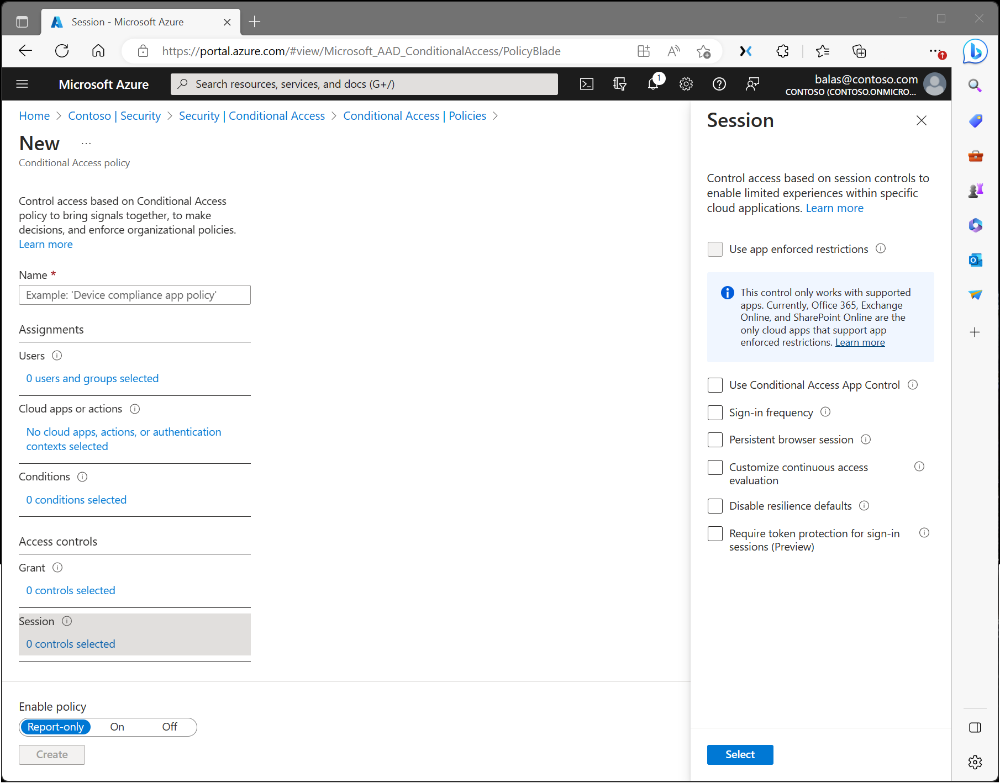 Session - Microsoft Azure
https://portal.azure.com/#view/Microsoft_AAD_ConditionalAccess/PolicyBlade
Microsoft Azure
Search resources, services, and docs (G+/)
1
balas@contoso.com
CONTOSO (CONTOSO.ONMICRO...
Home > Contoso | Security > Security | Conditional Access > Conditional Access | Policies >
New ...
Conditional Access policy
Control access based on Conditional Access
policy to bring signals together, to make
decisions, and enforce organizational policies.
Learn more
Name *
Example: 'Device compliance app policy'
Assignments
Users
0 users and groups selected
Cloud apps or actions
No cloud apps, actions, or authentication
contexts selected
Conditions
0 conditions selected
Access controls
Grant
0 controls selected
Session
0 controls selected
Enable policy
Report-only On Off
Create
Session
Control access based on session controls to
enable limited experiences within specific
cloud applications. Learn more
Use app enforced restrictions
This control only works with supported
apps. Currently, Office 365, Exchange
Online, and SharePoint Online are the
only cloud apps that support app
enforced restrictions. Learn more
Use Conditional Access App Control
Sign-in frequency
Persistent browser session
Customize continuous access
evaluation
Disable resilience defaults
Require token protection for sign-in
sessions (Preview)
Select